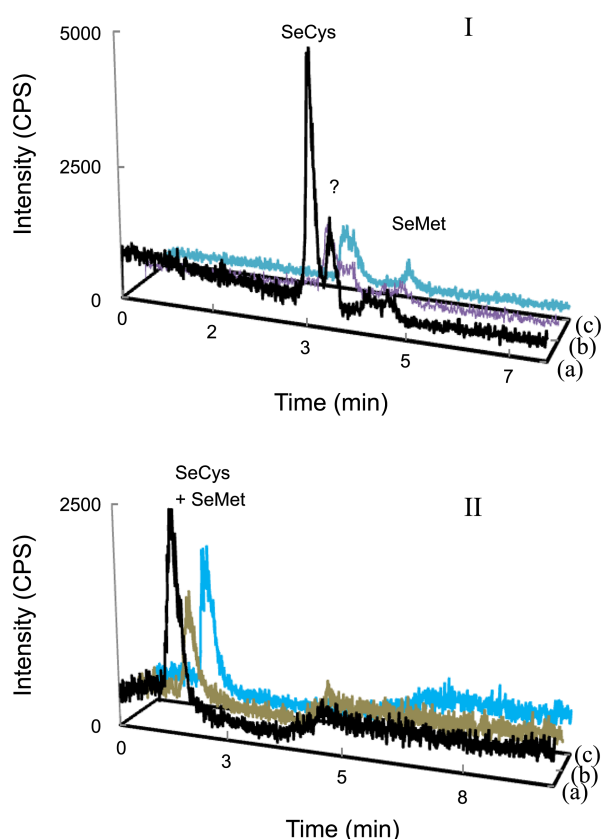 I
5000
SeCys
Intensity (CPS)
2500
?
SeMet
0
(c)
(b)
(a)
0
2
3
5
7
Time (min)
SeCys
+ SeMet
II
2500
Intensity (CPS)
0
(c)
(b)
(a)
0
3
5
8
Time (min)